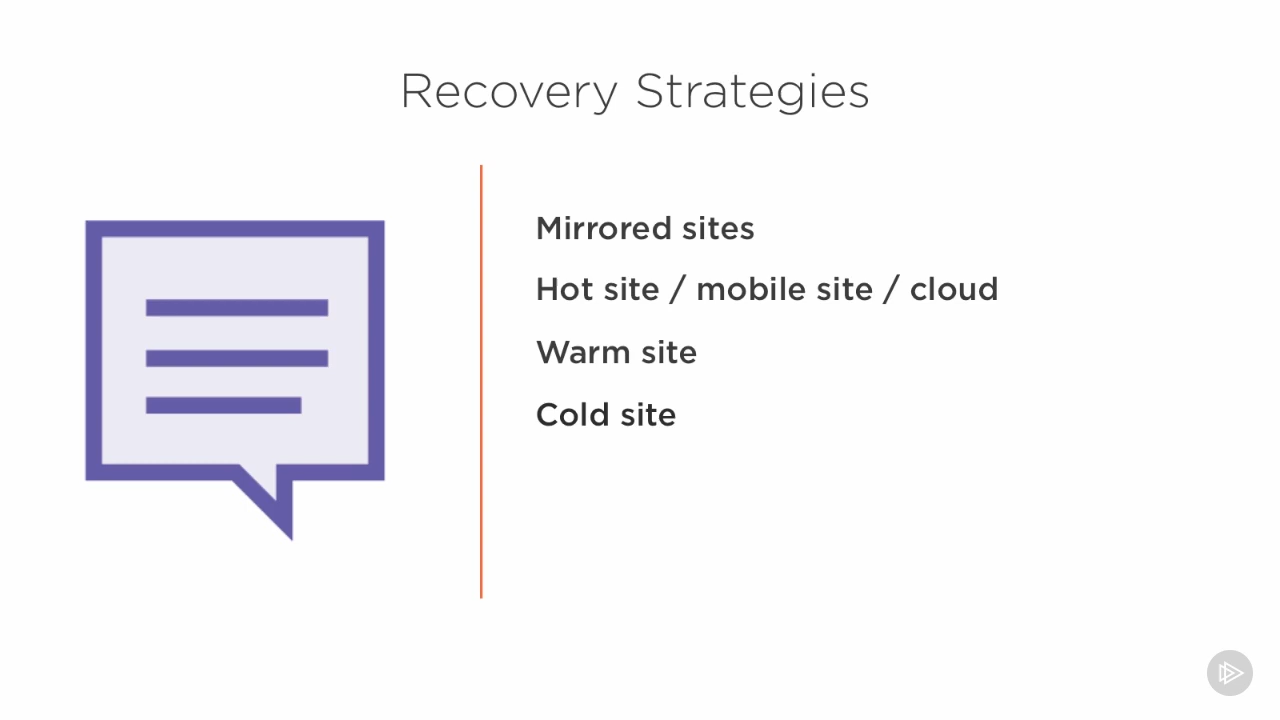 Recovery Strategies
Mirrored sites
Hot site / mobile site / cloud
Warm site
Cold site